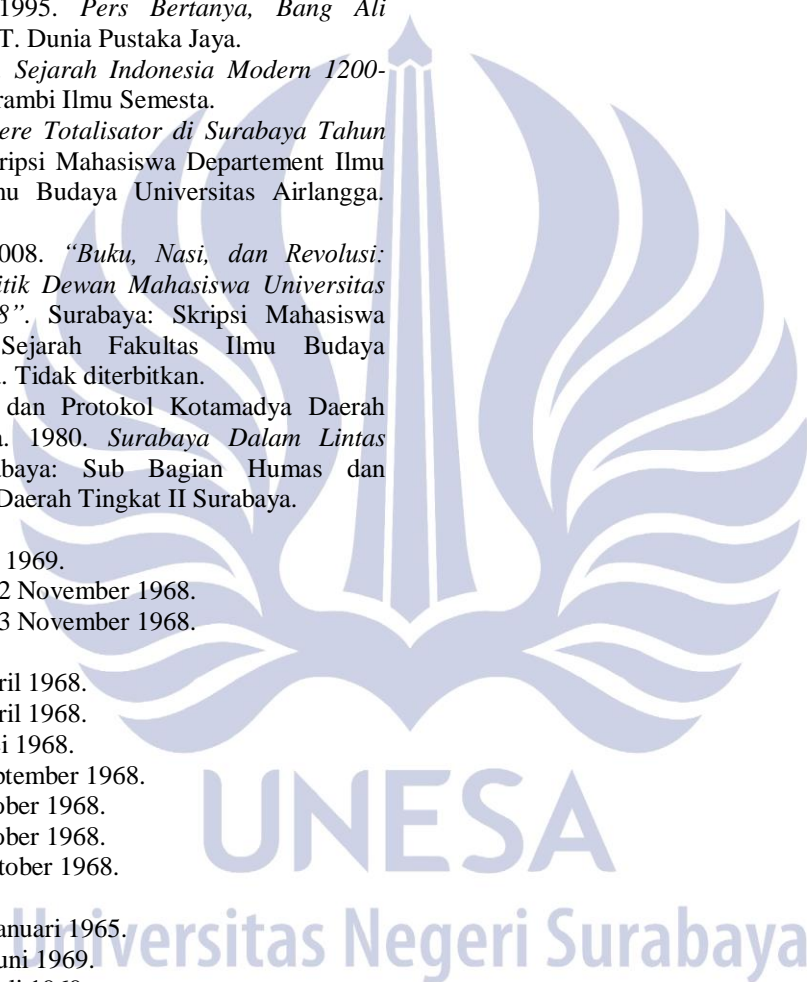 1995. Pers Bertanya, Bang Ali
T. Dunia Pustaka Jaya.
Sejarah Indonesia Modern 1200-
rambi Ilmu Semesta.
ere Totalisator di Surabaya Tahun
ripsi Mahasiswa Departement Ilmu
mu Budaya Universitas Airlangga.
008. “Buku, Nasi, dan Revolusi:
itik Dewan Mahasiswa Universitas
8”. Surabaya: Skripsi Mahasiswa
Sejarah Fakultas Ilmu Budaya
. Tidak diterbitkan.
dan Protokol Kotamadya Daerah
a. 1980. Surabaya Dalam Lintas
abaya: Sub Bagian Humas dan
Daerah Tingkat II Surabaya.
1969.
2 November 1968.
3 November 1968.
ril 1968.
ril 1968.
i 1968.
ptember 1968.
ober 1968.
ober 1968.
tober 1968.
anuari 1965.
uni 1969.
UNESA
Universitas Negeri Surabaya